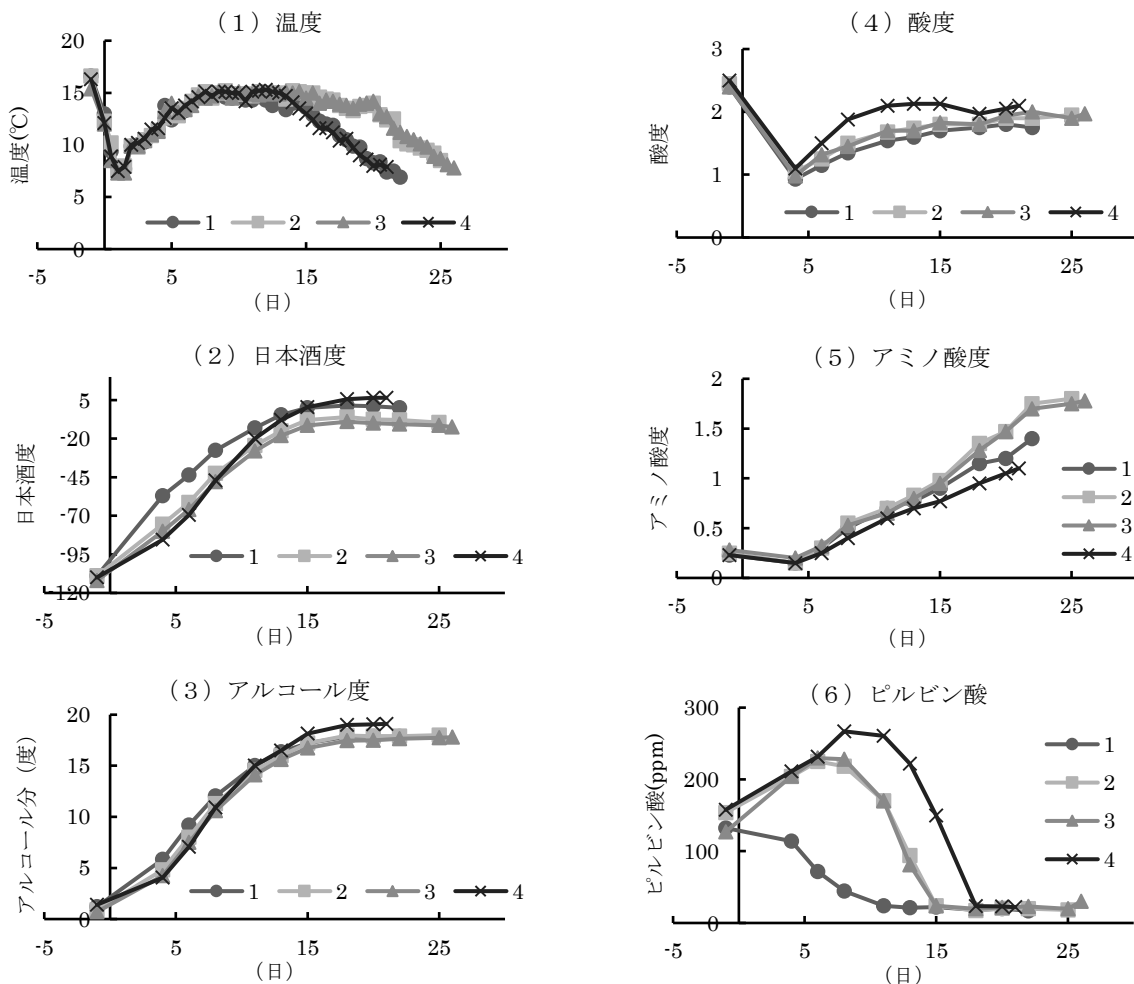 （１）温度
20
15
10
5
0
-5 5 15 25
温度(℃)
（日）
1 2 3 4
（２）日本酒度
5
-20
-45
-70
-95
-120
-5 5 15 25
日本酒度
（日）
1 2 3 4
（３）アルコール度
20
15
10
5
0
-5 5 15 25
アルコール分（度）
（日）
1 2 3 4
（４）酸度
3
2
1
0
-5 5 15 25
酸度
（日）
1 2 3 4
（５）アミノ酸度
2
1.5
1
0.5
0
-5 5 15 25
アミノ酸度
（日）
1
2
3
4
（６）ピルビン酸
300
200
100
0
-5 5 15 25
ピルビン酸(ppm)
（日）
1
2
3
4